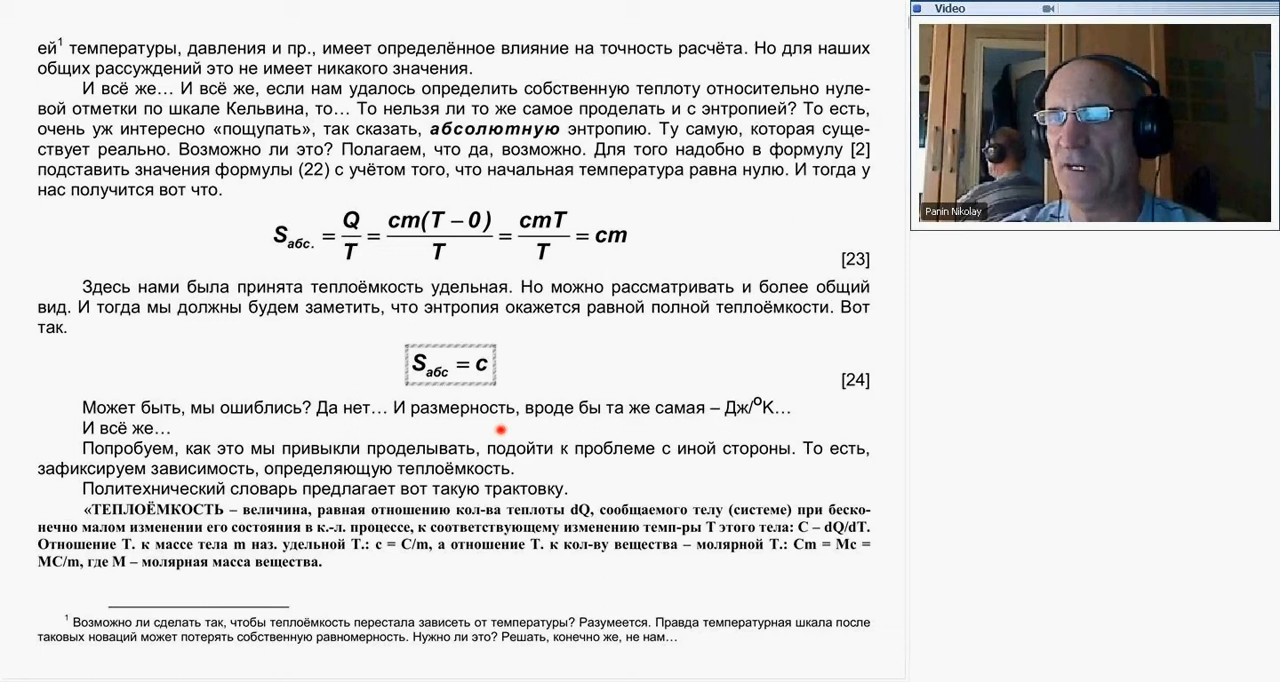 ей1 температуры, давления и пр., имеет определённое влияние на точность расчёта. Но для наших
общих рассуждений это не имеет никакого значения.
И всё же… И всё же, если нам удалось определить собственную теплоту относительно нуле-
вой отметки по шкале Кельвина, то… То нельзя ли то же самое проделать и с энтропией? То есть,
очень уж интересно «пощупать», так сказать, абсолютную энтропию. Ту самую, которая суще-
ствует реально. Возможно ли это? Полагаем, что да, возможно. Для того надобно в формулу [2]
подставить значения формулы (22) с учётом того, что начальная температура равна нулю. И тогда у
нас получится вот что.
Sабс. = Q/T = cm(T – 0)/T = cmT/T = cm
[23]
Здесь нами была принята теплоёмкость удельная. Но можно рассматривать и более общий
вид. И тогда мы должны будем заметить, что энтропия окажется равной полной теплоёмкости. Вот
так.
Sабс = c
[24]
Может быть, мы ошиблись? Да нет… И размерность, вроде бы та же самая – Дж/ОК…
И всё же…
Попробуем, как это мы привыкли проделывать, подойти к проблеме с иной стороны. То есть,
зафиксируем зависимость, определяющую теплоёмкость.
Политехнический словарь предлагает вот такую трактовку.
«ТЕПЛОЁМКОСТЬ – величина, равная отношению кол-ва теплоты dQ, сообщаемого телу (системе) при беско-
нечно малом изменении его состояния в к.-л. процессе, к соответствующему изменению темп-ры T этого тела: C – dQ/dT.
Отношение Т. к массе тела m наз. удельной Т.: c = C/m, а отношение Т. к кол-ву вещества – молярной Т.: Cm = Mc =
MC/m, где M – молярная масса вещества.
1 Возможно ли сделать так, чтобы теплоёмкость перестала зависеть от температуры? Разумеется. Правда температурная шкала после
таковых новаций может потерять собственную равномерность. Нужно ли это? Решать, конечно же, не нам…
Video
Panin Nikolay